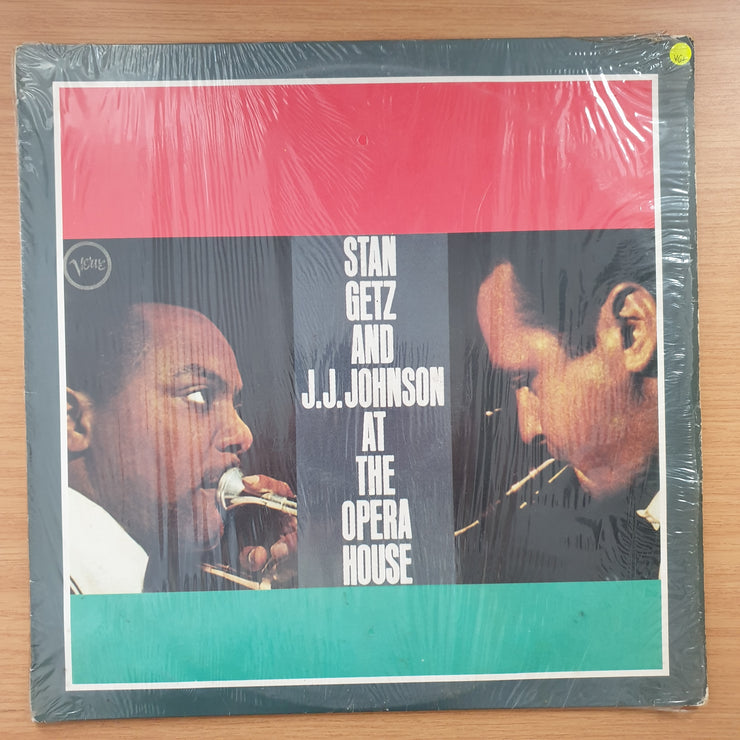 Verve
STAN
GETZ
AND
J.J. JOHNSON
AT
THE
OPERA
HOUSE